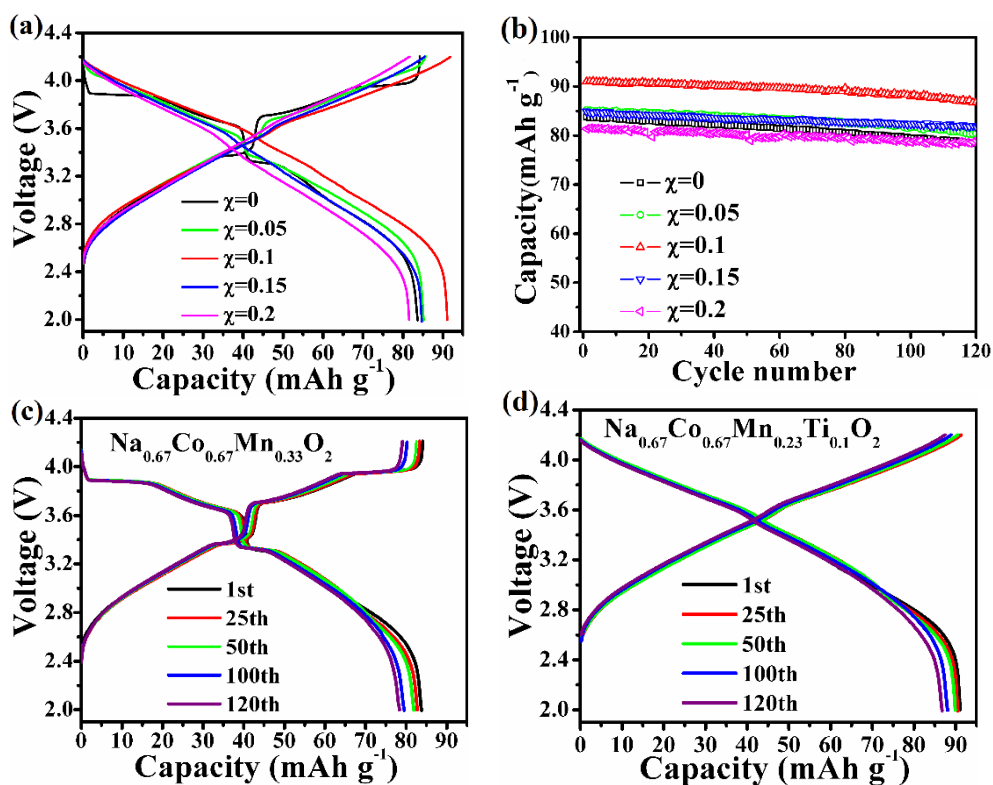 (a)
4.4
4.0
3.6
3.2
2.8
2.4
2.0
Voltage (V)
χ=0
χ=0.05
χ=0.1
χ=0.15
χ=0.2
0 10 20 30 40 50 60 70 80 90
Capacity (mAh g⁻¹)
(b)
100
90
80
70
60
50
40
Capacity(mAh g⁻¹)
χ=0
χ=0.05
χ=0.1
χ=0.15
χ=0.2
0 20 40 60 80 100 120
Cycle number
(c)
4.4
4.0
3.6
3.2
2.8
2.4
2.0
Voltage (V)
Na₀.₆₇Co₀.₆₇Mn₀.₃₃O₂
1st
25th
50th
100th
120th
0 10 20 30 40 50 60 70 80 90
Capacity (mAh g⁻¹)
(d)
4.4
4.0
3.6
3.2
2.8
2.4
2.0
Voltage (V)
Na₀.₆₇Co₀.₆₇Mn₀.₂₃Ti₀.₁O₂
1st
25th
50th
100th
120th
0 10 20 30 40 50 60 70 80 90
Capacity (mAh g⁻¹)